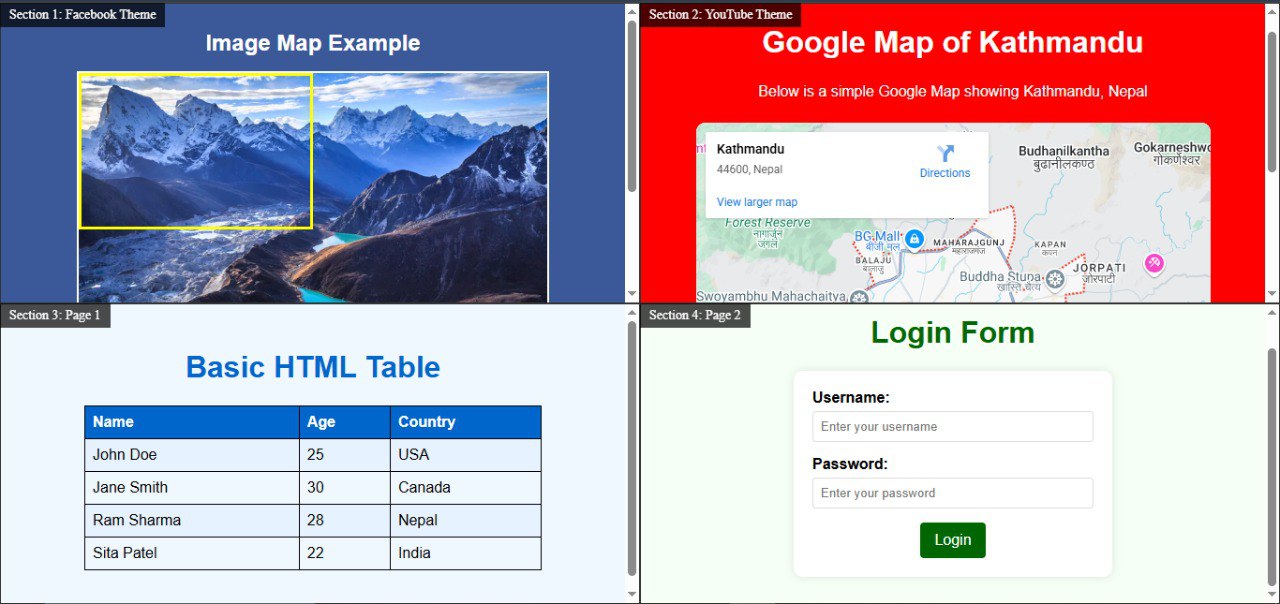 Section 1: Facebook Theme
Image Map Example
Section 2: YouTube Theme
Google Map of Kathmandu
Below is a simple Google Map showing Kathmandu, Nepal
Kathmandu
44600, Nepal
Directions
View larger map
Budhanilkantha
बुढानीलकण्ठ
Gokarneshwo
गोकर्णेश्वर
Forest Reserve
नागार्जुन
जंगल
BG Mall
बीजी मल
MAHARAJGUNJ
महाराजगंज
BALAJU
बालाजु
KAPAN
कपन
Buddha Stupa
JORPATI
जोरपाटी
Swoyambhu Mahachaitya
Section 3: Page 1
Basic HTML Table
Name Age Country
John Doe 25 USA
Jane Smith 30 Canada
Ram Sharma 28 Nepal
Sita Patel 22 India
Section 4: Page 2
Login Form
Username:
Enter your username
Password:
Enter your password
Login